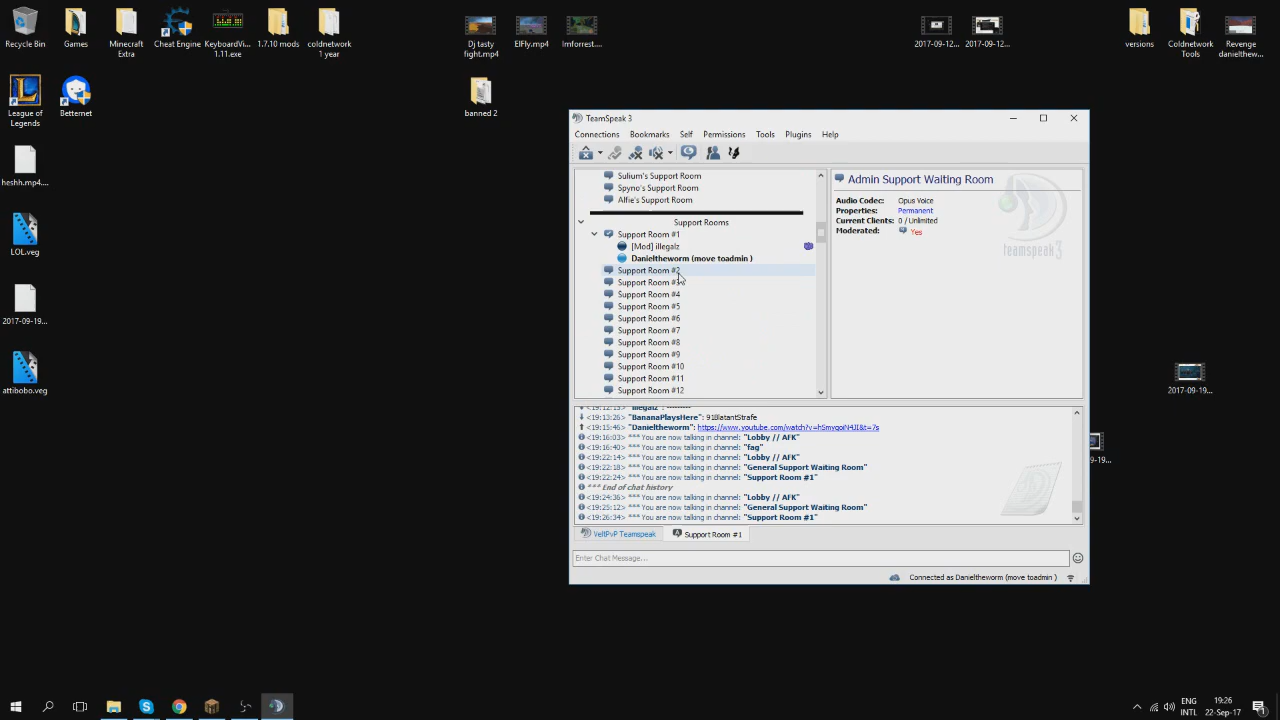 Recycle Bin
Games
Minecraft Extra
Cheat Engine
KeyboardVi... 1.11.exe
1.7.10 mods
coldnetwork 1 year
Dj tasty fight.mp4
ElFly.mp4
Imforrest....
2017-09-12...
2017-09-12...
versions
Coldnetwork Tools
Revenge danielthew...
League of Legends
Betternet
banned 2
heshh.mp4...
LOL.veg
2017-09-19...
attibobo.veg
2017-09-19...
-19...
TeamSpeak 3
Connections Bookmarks Self Permissions Tools Plugins Help
Sulium's Support Room
Spyno's Support Room
Alfie's Support Room
Support Rooms
Support Room #1
[Mod] illegalz
Danieltheworm (move toadmin )
Support Room #2
Support Room #3
Support Room #4
Support Room #5
Support Room #6
Support Room #7
Support Room #8
Support Room #9
Support Room #10
Support Room #11
Support Room #12
Admin Support Waiting Room
Audio Codec: Opus Voice
Properties: Permanent
Current Clients: 0 / Unlimited
Moderated: Yes
teamspeak3
<19:13:26> "BananaPlaysHere": 91BlatantStrafe
<19:15:46> "Danieltheworm": 
<19:16:03> *** You are now talking in channel: "Lobby // AFK"
<19:16:40> *** You are now talking in channel: "fag"
<19:22:14> *** You are now talking in channel: "Lobby // AFK"
<19:22:18> *** You are now talking in channel: "General Support Waiting Room"
<19:22:24> *** You are now talking in channel: "Support Room #1"
*** End of chat history
<19:24:36> *** You are now talking in channel: "Lobby // AFK"
<19:25:12> *** You are now talking in channel: "General Support Waiting Room"
<19:26:34> *** You are now talking in channel: "Support Room #1"
VeltPvP Teamspeak
Support Room #1
Enter Chat Message...
Connected as Danieltheworm (move toadmin )
ENG
INTL
19:26
22-Sep-17